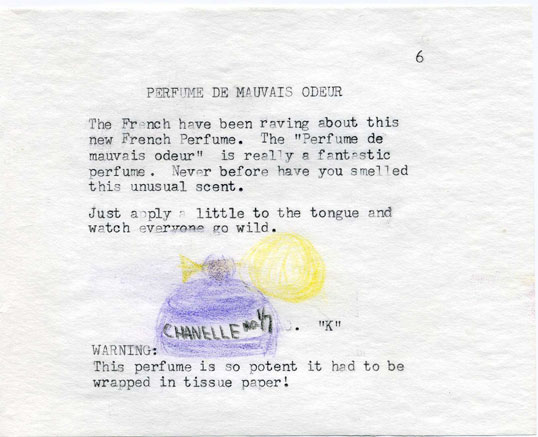 6
PERFUME DE MAUVAIS ODEUR
The French have been raving about this
new French Perfume. The "Perfume de
mauvais odeur" is really a fantastic
perfume. Never before have you smelled
this unusual scent.
Just apply a little to the tongue and
watch everyone go wild.
CHANELLE no 1/7
. "K"
WARNING:
This perfume is so potent it had to be
wrapped in tissue paper!